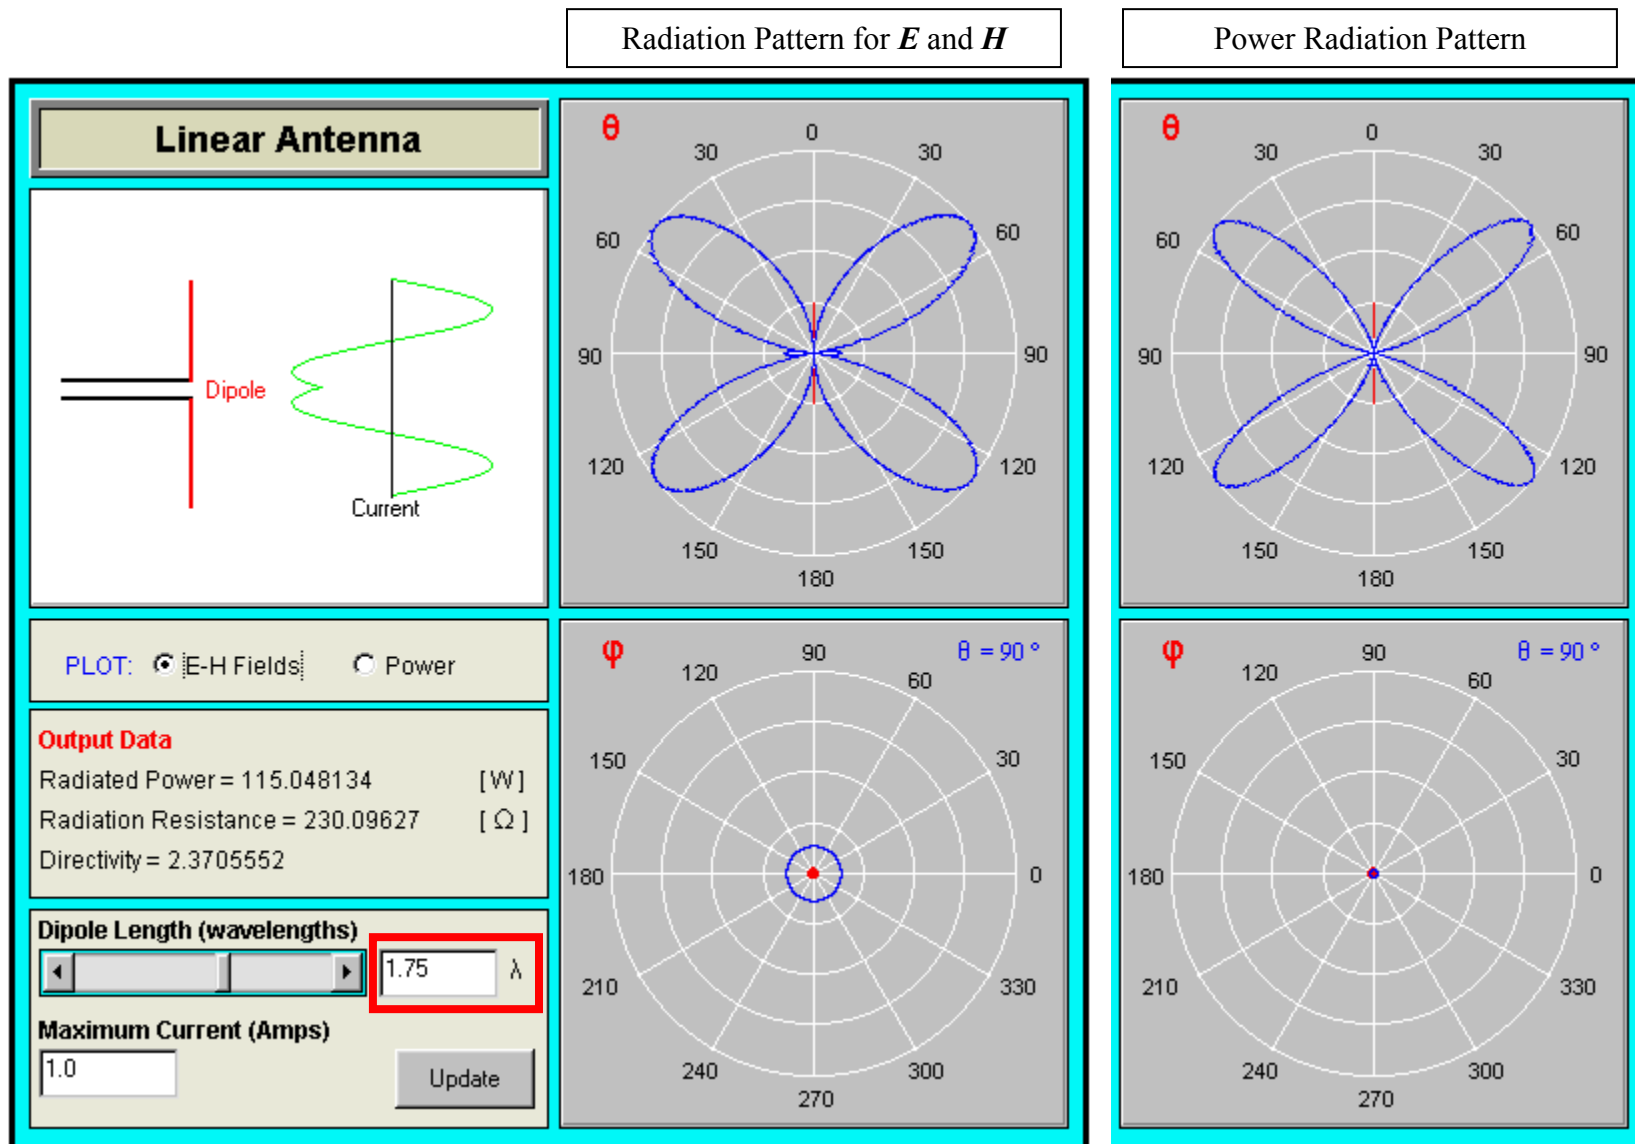 Radiation Pattern for E and H
Power Radiation Pattern
Linear Antenna
Dipole
Current
PLOT: E-H Fields Power
Output Data
Radiated Power = 115.048134 [ W ]
Radiation Resistance = 230.09627 [ Ω ]
Directivity = 2.3705552
Dipole Length (wavelengths)
1.75 λ
Maximum Current (Amps)
1.0
Update
θ
0
30 30
60 60
90 90
120 120
150 150
180
φ
90 θ = 90 °
120 60
150 30
180 0
210 330
240 300
270
θ
0
30 30
60 60
90 90
120 120
150 150
180
φ
90 θ = 90 °
120 60
150 30
180 0
210 330
240 300
270